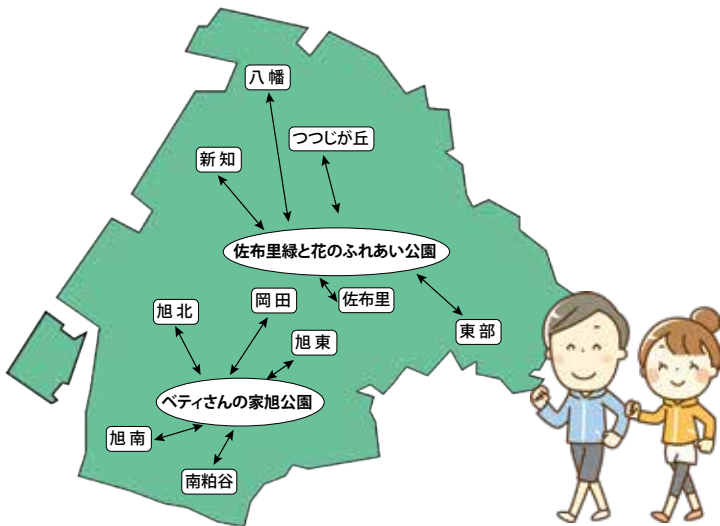 八幡
つつじが丘
新知
佐布里緑と花のふれあい公園
佐布里
東部
岡田
旭北
旭東
ベティさんの家旭公園
旭南
南粕谷